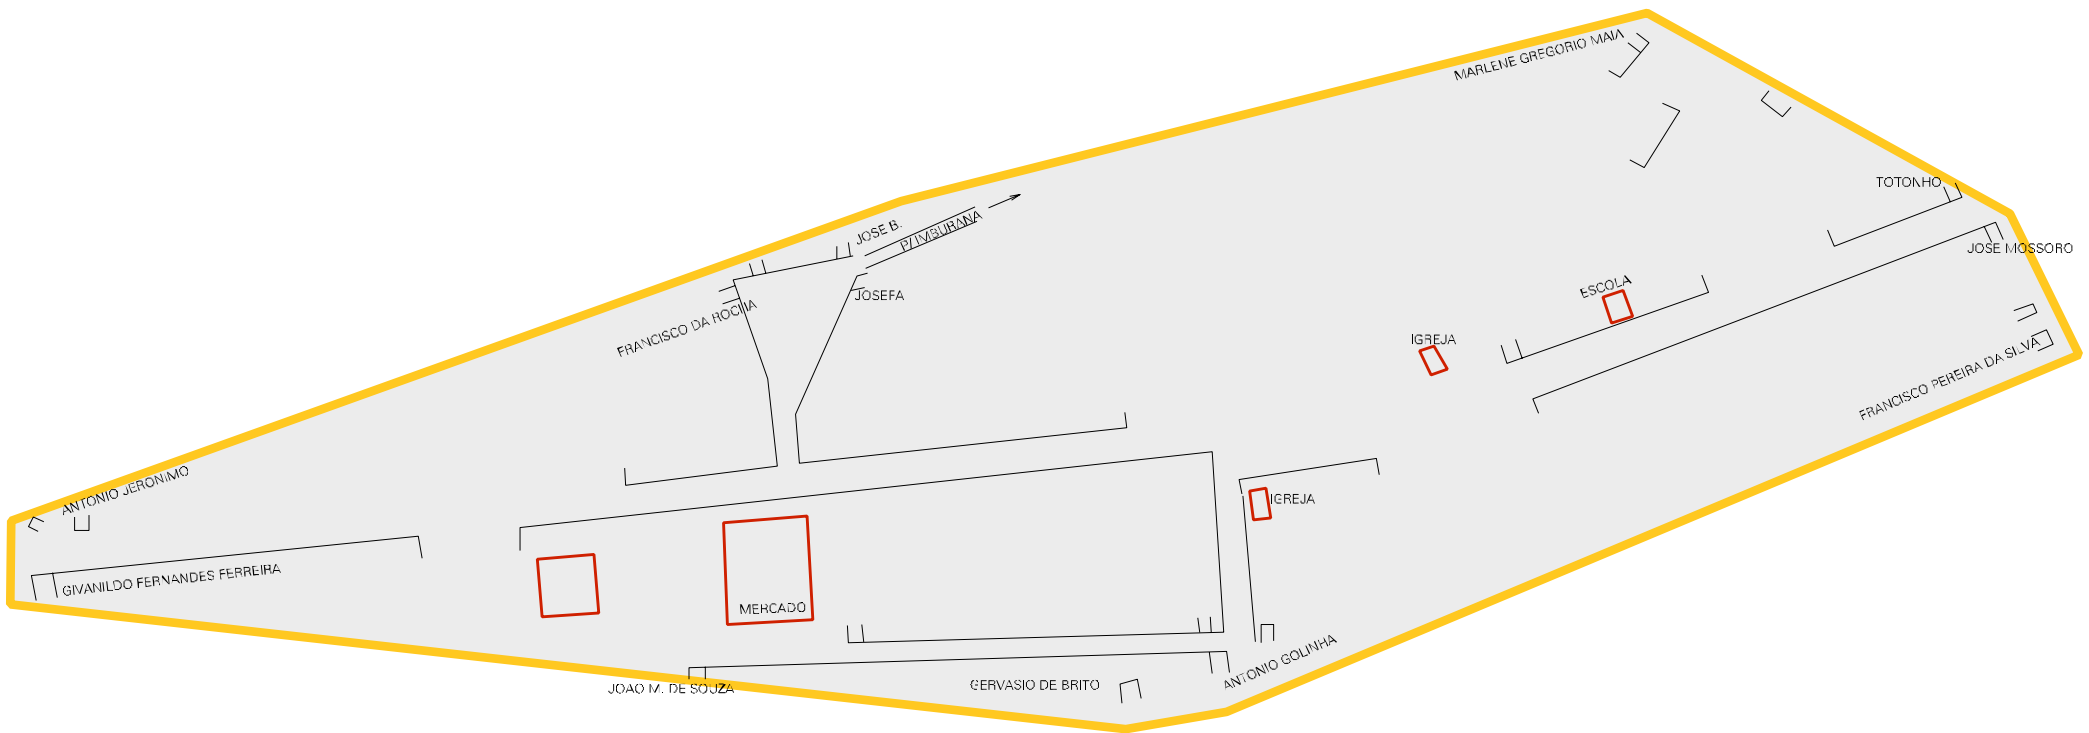 MARLENE GREGORIO MAIA
TOTONHO
JOSE B.
P/ IMBURANA
JOSE MOSSORO
JOSEFA
ESCOLA
FRANCISCO DA ROCHA
IGREJA
FRANCISCO PEREIRA DA SILVA
ANTONIO JERONIMO
IGREJA
GIVANILDO FERNANDES FERREIRA
MERCADO
ANTONIO GOLINHA
JOAO M. DE SOUZA
GERVASIO DE BRITO